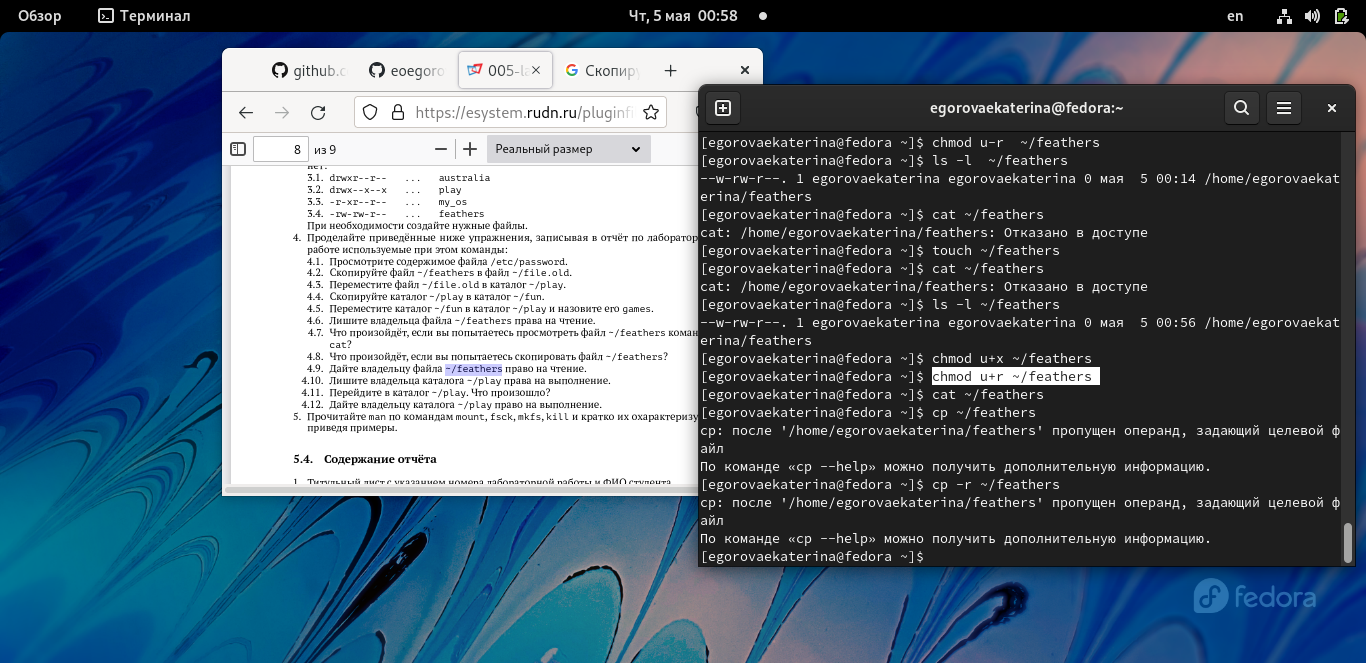 Обзор
Терминал
Чт, 5 мая 00:58
en
github.c
eoegoro
005-la
Скопиру
https://esystem.rudn.ru/pluginfi
8 из 9
Реальный размер
нет:
3.1. drwxr--r-- ... australia
3.2. drwx--x--x ... play
3.3. -r-xr--r-- ... my_os
3.4. -rw-rw-r-- ... feathers
При необходимости создайте нужные файлы.
4. Проделайте приведённые ниже упражнения, записывая в отчёт по лаборатор
работе используемые при этом команды:
4.1. Просмотрите содержимое файла /etc/password.
4.2. Скопируйте файл ~/feathers в файл ~/file.old.
4.3. Переместите файл ~/file.old в каталог ~/play.
4.4. Скопируйте каталог ~/play в каталог ~/fun.
4.5. Переместите каталог ~/fun в каталог ~/play и назовите его games.
4.6. Лишите владельца файла ~/feathers права на чтение.
4.7. Что произойдёт, если вы попытаетесь просмотреть файл ~/feathers коман
cat?
4.8. Что произойдёт, если вы попытаетесь скопировать файл ~/feathers?
4.9. Дайте владельцу файла ~/feathers право на чтение.
4.10. Лишите владельца каталога ~/play права на выполнение.
4.11. Перейдите в каталог ~/play. Что произошло?
4.12. Дайте владельцу каталога ~/play право на выполнение.
5. Прочитайте man по командам mount, fsck, mkfs, kill и кратко их охарактеризу
приведя примеры.
5.4. Содержание отчёта
1. Титульный лист с указанием номера лабораторной работы и ФИО студента
egorovaekaterina@fedora:~
[egorovaekaterina@fedora ~]$ chmod u-r  ~/feathers
[egorovaekaterina@fedora ~]$ ls -l  ~/feathers
--w-rw-r--. 1 egorovaekaterina egorovaekaterina 0 мая  5 00:14 /home/egorovaekat
erina/feathers
[egorovaekaterina@fedora ~]$ cat ~/feathers
cat: /home/egorovaekaterina/feathers: Отказано в доступе
[egorovaekaterina@fedora ~]$ touch ~/feathers
[egorovaekaterina@fedora ~]$ cat ~/feathers
cat: /home/egorovaekaterina/feathers: Отказано в доступе
[egorovaekaterina@fedora ~]$ ls -l ~/feathers
--w-rw-r--. 1 egorovaekaterina egorovaekaterina 0 мая  5 00:56 /home/egorovaekat
erina/feathers
[egorovaekaterina@fedora ~]$ chmod u+x ~/feathers
[egorovaekaterina@fedora ~]$ chmod u+r ~/feathers
[egorovaekaterina@fedora ~]$ cat ~/feathers
[egorovaekaterina@fedora ~]$ cp ~/feathers
cp: после '/home/egorovaekaterina/feathers' пропущен операнд, задающий целевой ф
айл
По команде «cp --help» можно получить дополнительную информацию.
[egorovaekaterina@fedora ~]$ cp -r ~/feathers
cp: после '/home/egorovaekaterina/feathers' пропущен операнд, задающий целевой ф
айл
По команде «cp --help» можно получить дополнительную информацию.
[egorovaekaterina@fedora ~]$
fedora